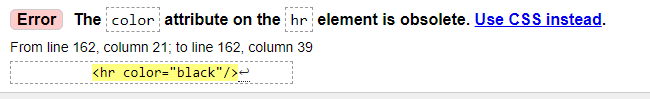 Error The color attribute on the hr element is obsolete. Use CSS instead.
From line 162, column 21; to line 162, column 39
<hr color="black"/>↩